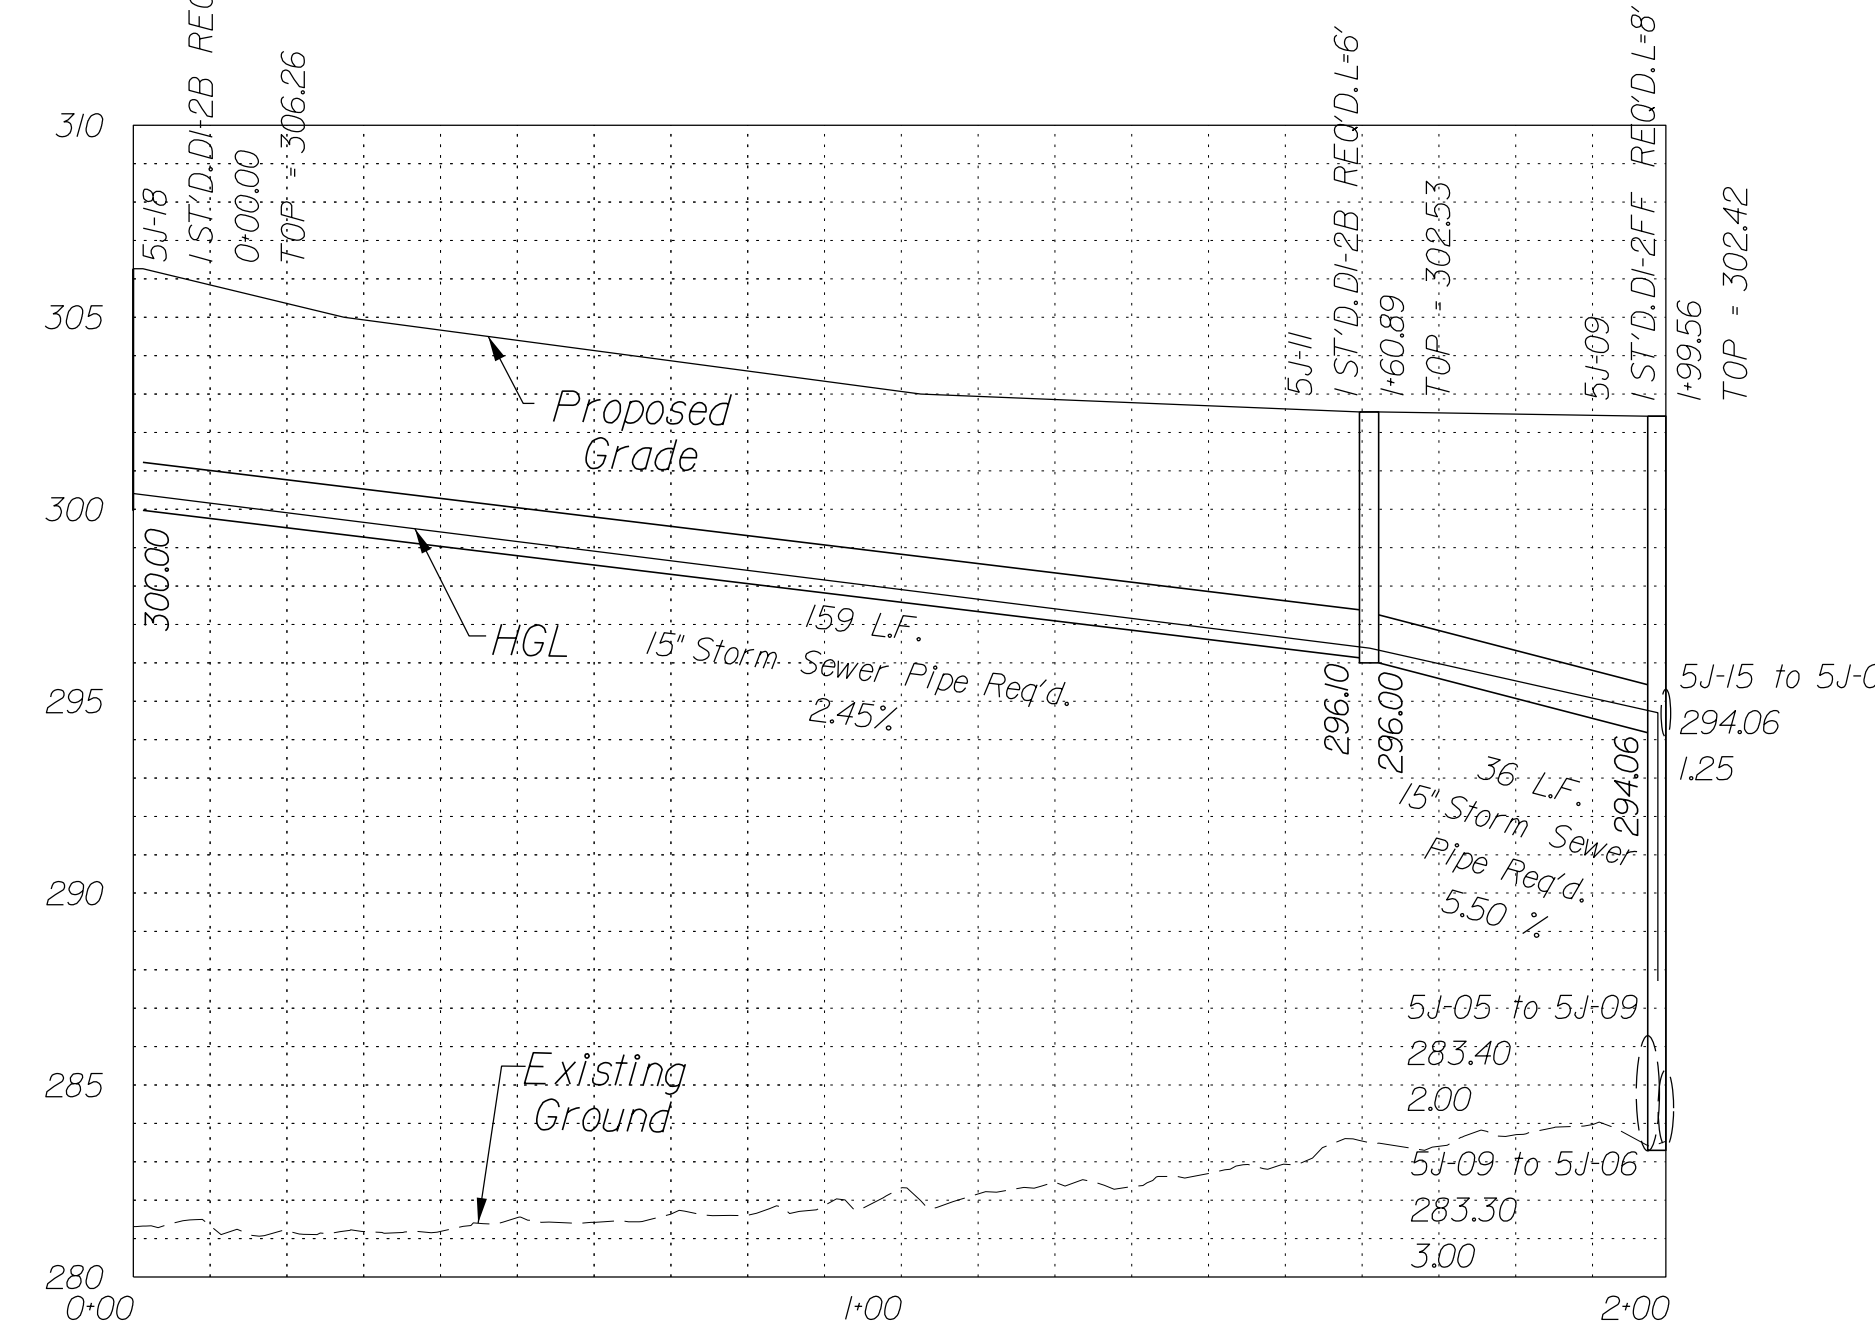 5J-18
1 ST'D. DI-2B
0+00.00
TOP = 306.26
5J-11
1 ST'D. DI-2B REQ'D. L=6'
1+60.89
TOP = 302.53
5J-09
1 ST'D. DI-2FF REQ'D. L=8'
1+99.56
TOP = 302.42
310
305
300
295
290
285
280
Proposed
Grade
300.00
HGL
159 L.F.
15" Storm Sewer Pipe Req'd.
2.45%
296.10
296.00
294.06
36 L.F.
15" Storm Sewer
Pipe Req'd.
5.50 %
5J-15 to
294.06
1.25
5J-05 to 5J-09
283.40
2.00
5J-09 to 5J-06
283.30
3.00
Existing
Ground
0+00
1+00
2+00